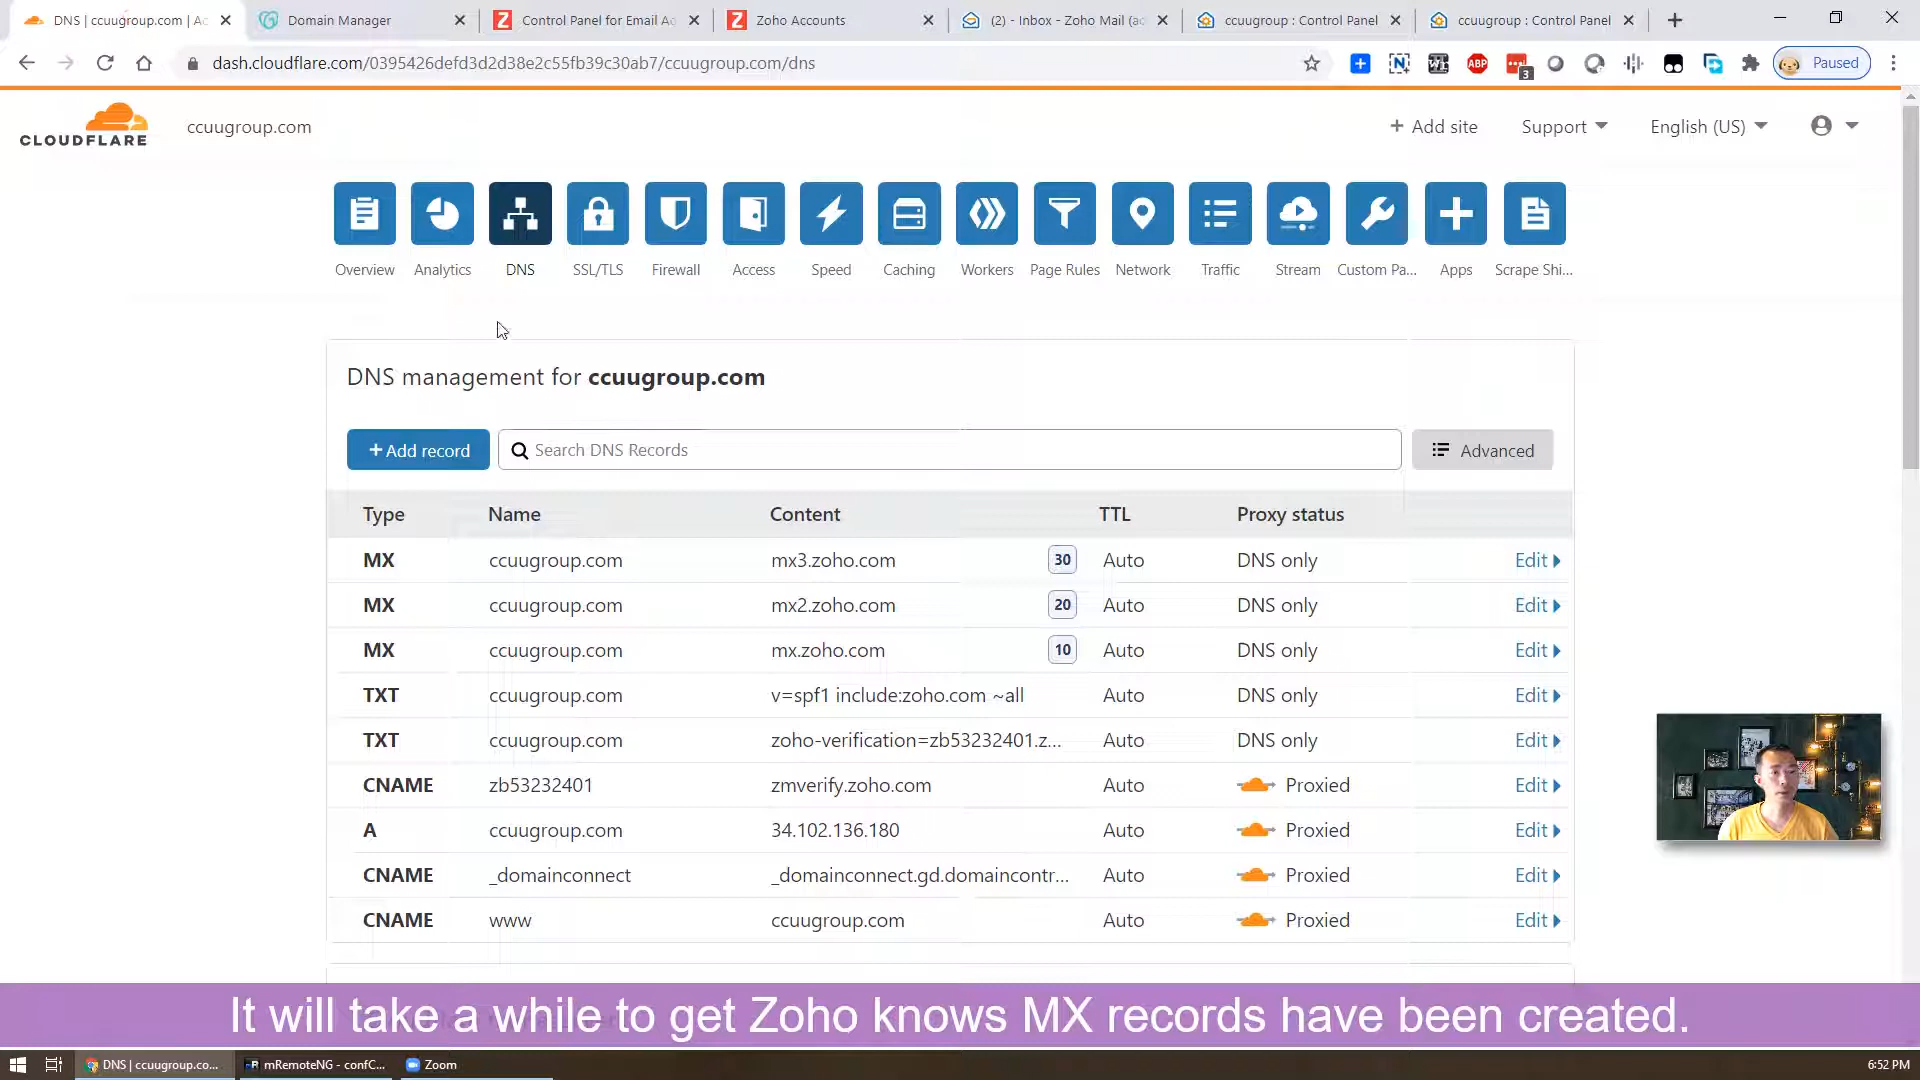 DNS | ccuugroup.com | Ac
Domain Manager
Control Panel for Email Ac
Zoho Accounts
(2) - Inbox - Zoho Mail (ac
ccuugroup : Control Panel
ccuugroup : Control Panel
dash.cloudflare.com/0395426defd3d2d38e2c55fb39c30ab7/ccuugroup.com/dns
ABP
3
Paused
CLOUDFLARE
ccuugroup.com
+ Add site
Support
English (US)
Overview
Analytics
DNS
SSL/TLS
Firewall
Access
Speed
Caching
Workers
Page Rules
Network
Traffic
Stream
Custom Pa...
Apps
Scrape Shi...
DNS management for ccuugroup.com
+ Add record
Search DNS Records
Advanced
Type Name Content TTL Proxy status
MX ccuugroup.com mx3.zoho.com 30 Auto DNS only Edit
MX ccuugroup.com mx2.zoho.com 20 Auto DNS only Edit
MX ccuugroup.com mx.zoho.com 10 Auto DNS only Edit
TXT ccuugroup.com v=spf1 include:zoho.com ~all Auto DNS only Edit
TXT ccuugroup.com zoho-verification=zb53232401.z... Auto DNS only Edit
CNAME zb53232401 zmverify.zoho.com Auto Proxied Edit
A ccuugroup.com 34.102.136.180 Auto Proxied Edit
CNAME _domainconnect _domainconnect.gd.domaincontr... Auto Proxied Edit
CNAME www ccuugroup.com Auto Proxied Edit
It will take a while to get Zoho knows MX records have been created.
DNS | ccuugroup.co...
mRemoteNG - confC...
Zoom
6:52 PM